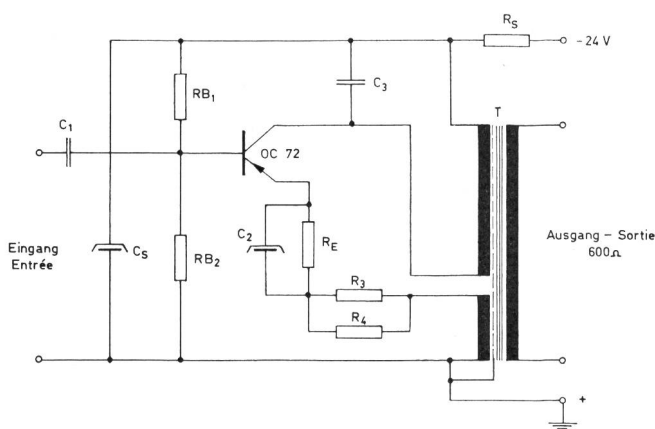 R_S
-24 V
C_3
T
RB_1
C_1
OC 72
C_2
R_E
Ausgang – Sortie
600Ω
Eingang
Entrée
C_S
RB_2
R_3
R_4
+